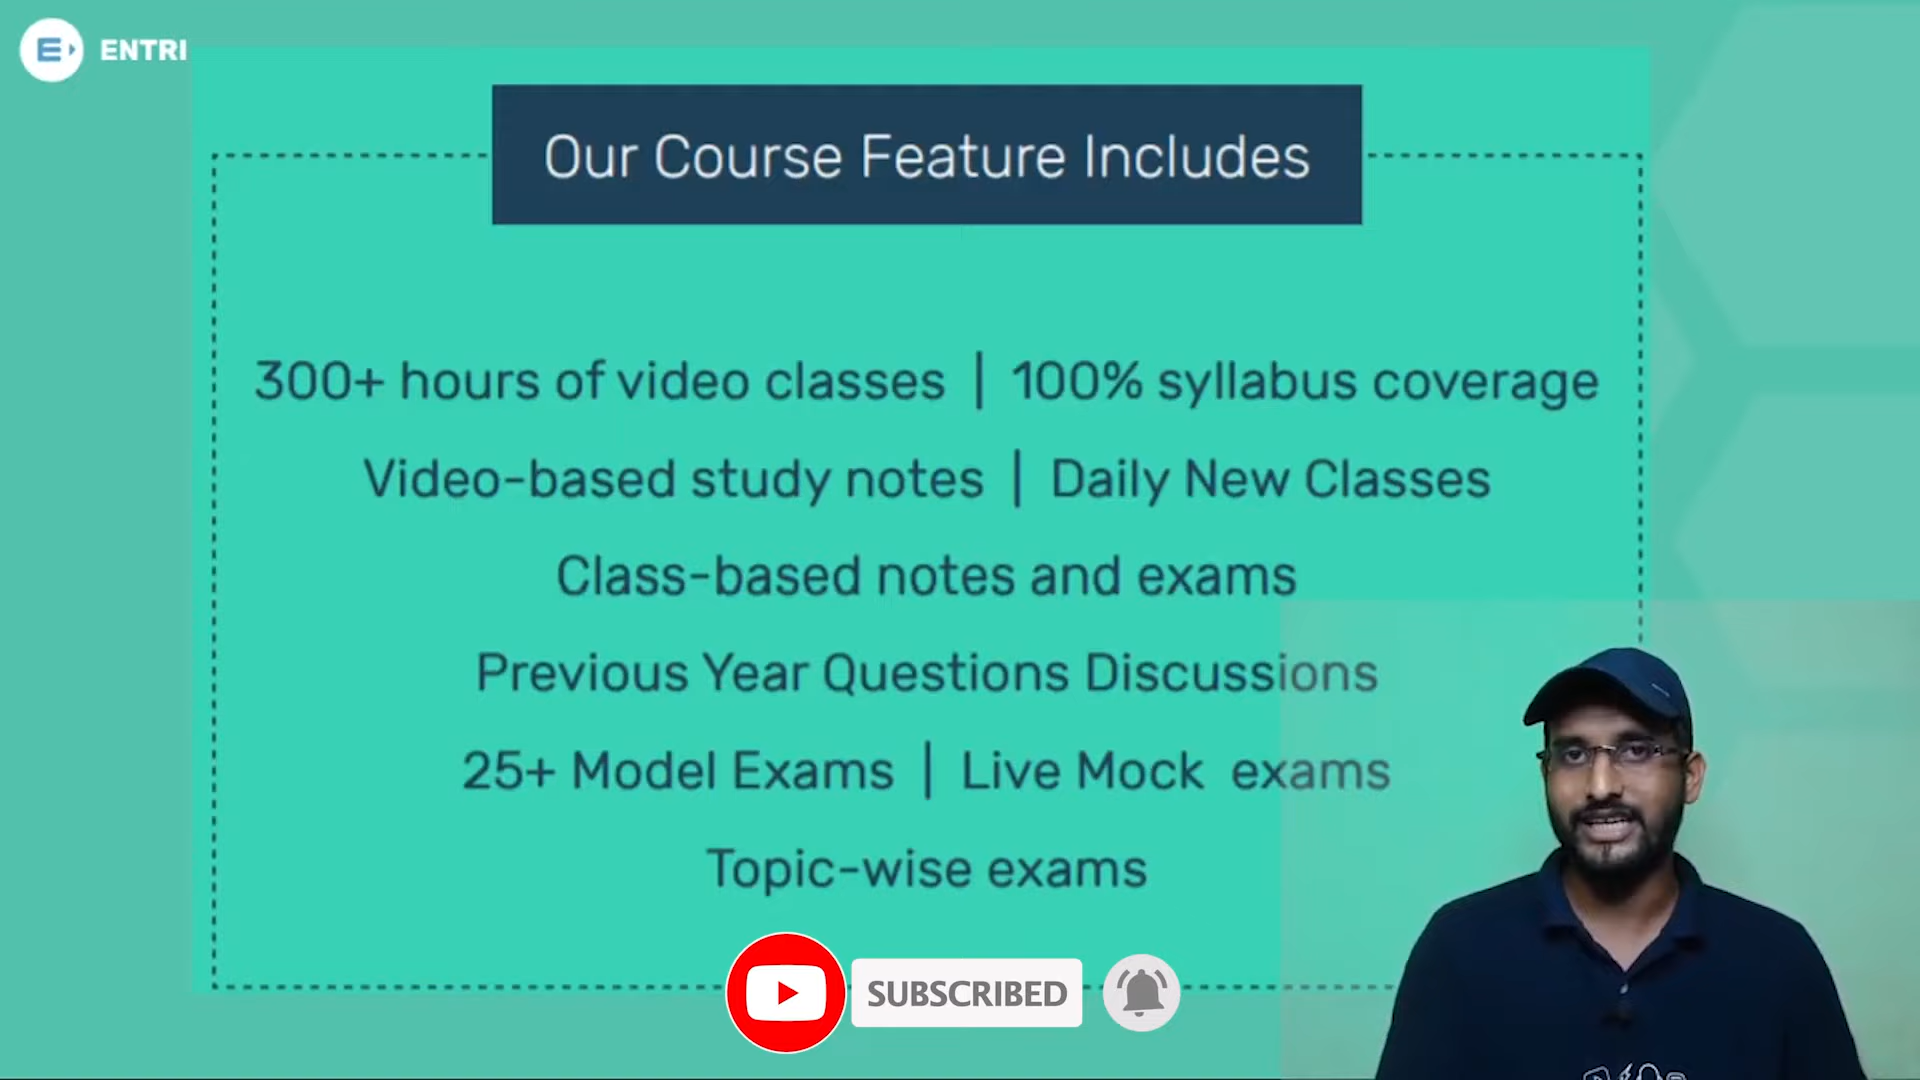 ENTRI
Our Course Feature Includes
300+ hours of video classes | 100% syllabus coverage
Video-based study notes | Daily New Classes
Class-based notes and exams
Previous Year Questions Discussions
25+ Model Exams | Live Mock exams
Topic-wise exams
SUBSCRIBED